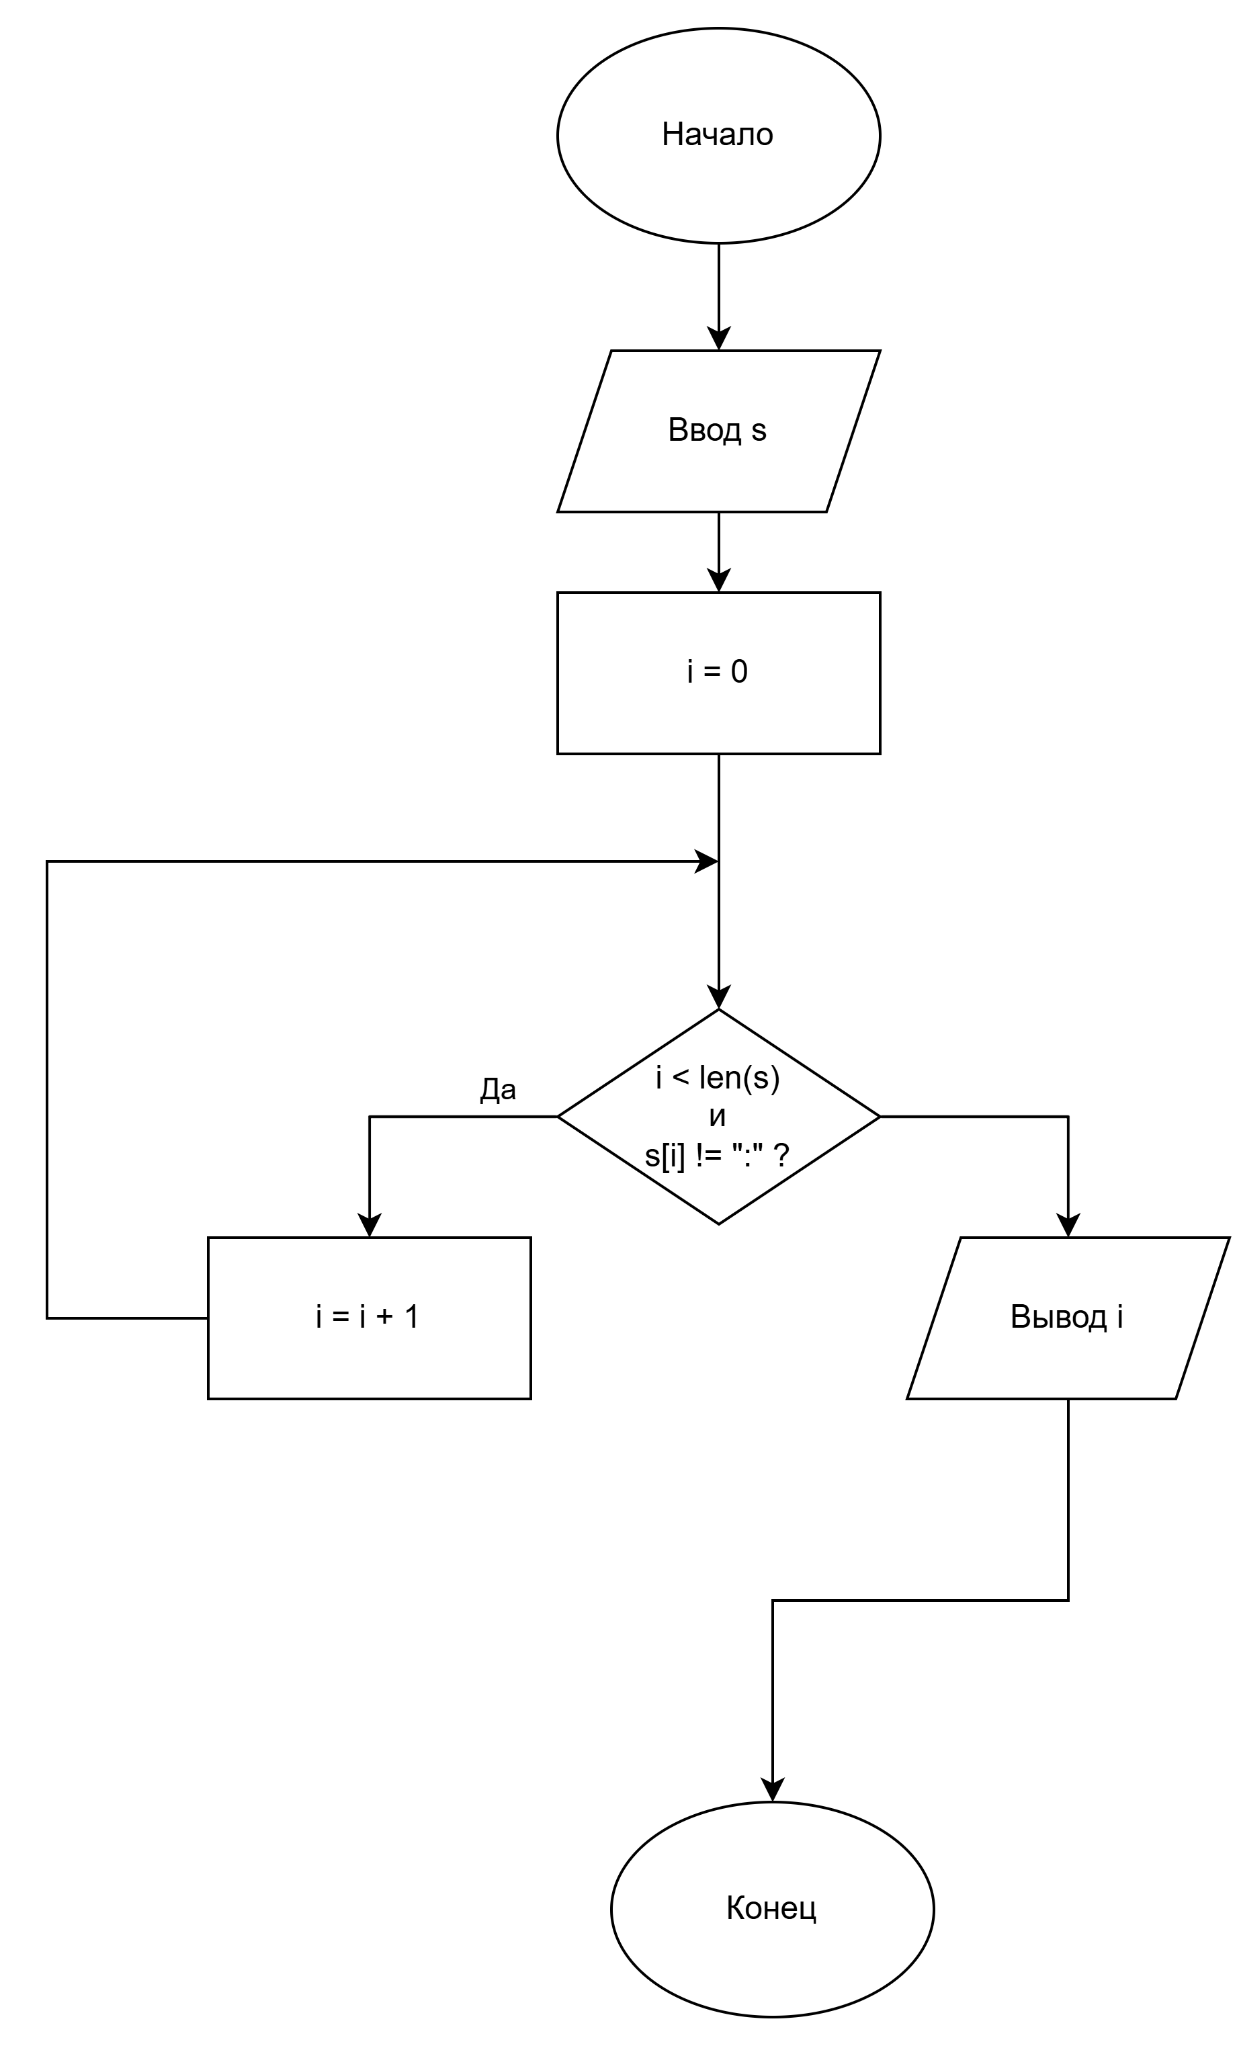 Начало
Ввод s
i = 0
Да
i < len(s)
и
s[i] != ":" ?
i = i + 1
Вывод i
Конец